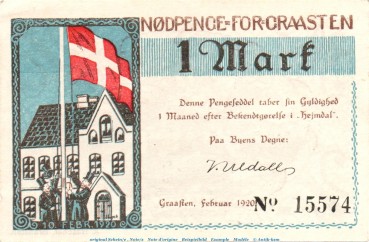 NØDPENGE-FOR-GRAASTEN
1 Mark
Denne Pengeseddel taber sin Gyldighed
1 Maaned efter Bekendtgørelse i „Hejmdal".
Paa Byens Vegne:
Graasten, Februar 1920
No 15574
10. FEBR. 1920